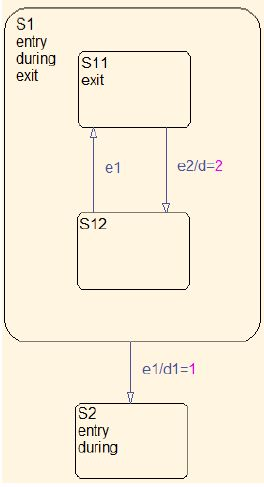 S1
entry
during
exit
S11
exit
e1
e2/d=2
S12
e1/d1=1
S2
entry
during